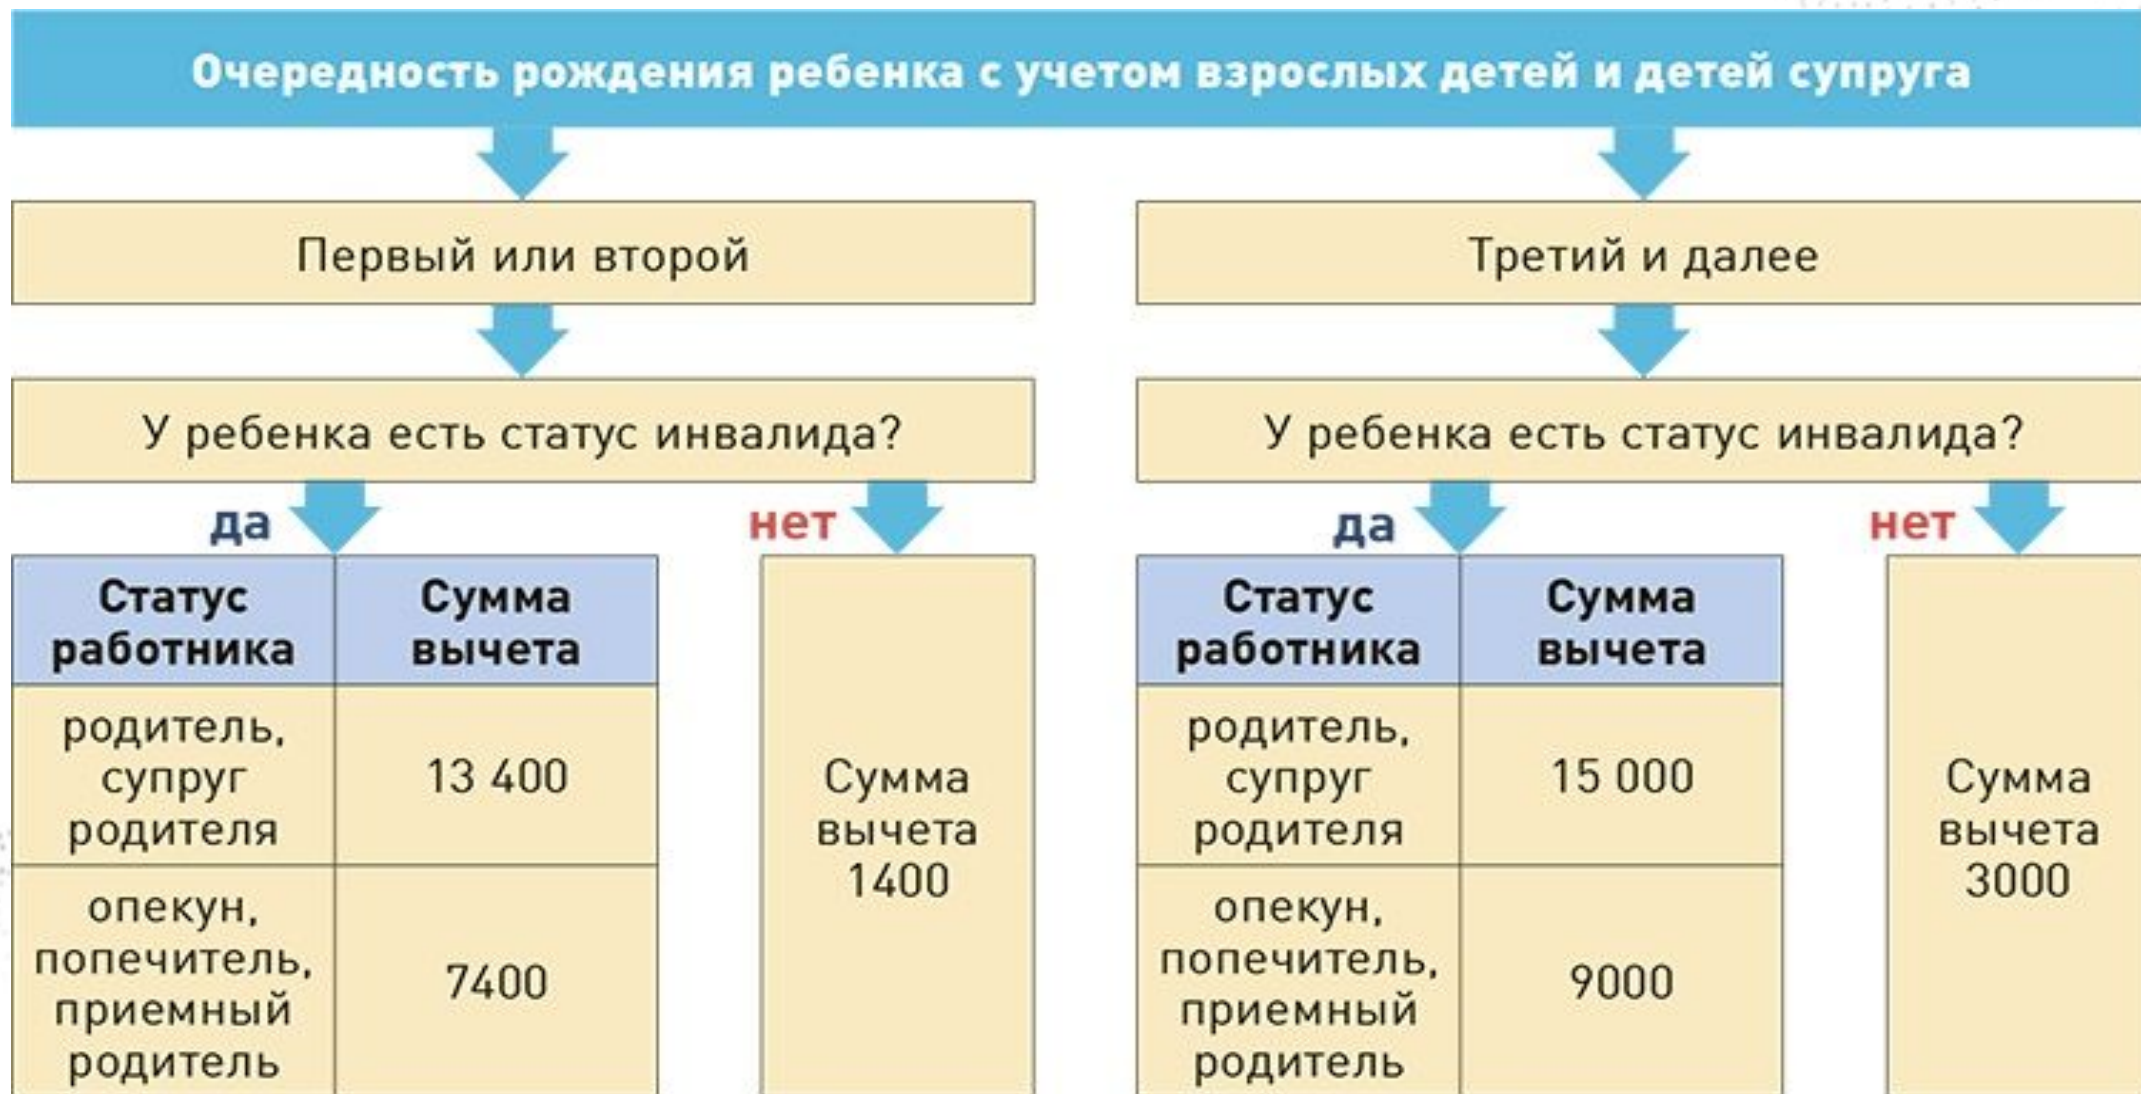 Очередность рождения ребенка с учетом взрослых детей и детей супруга
Первый или второй
Третий и далее
У ребенка есть статус инвалида?
У ребенка есть статус инвалида?
да
нет
да
нет
Статус
работника
Сумма
вычета
родитель,
супруг
родителя
13 400
опекун,
попечитель,
приемный
родитель
7400
Сумма
вычета
1400
Статус
работника
Сумма
вычета
родитель,
супруг
родителя
15 000
опекун,
попечитель,
приемный
родитель
9000
Сумма
вычета
3000